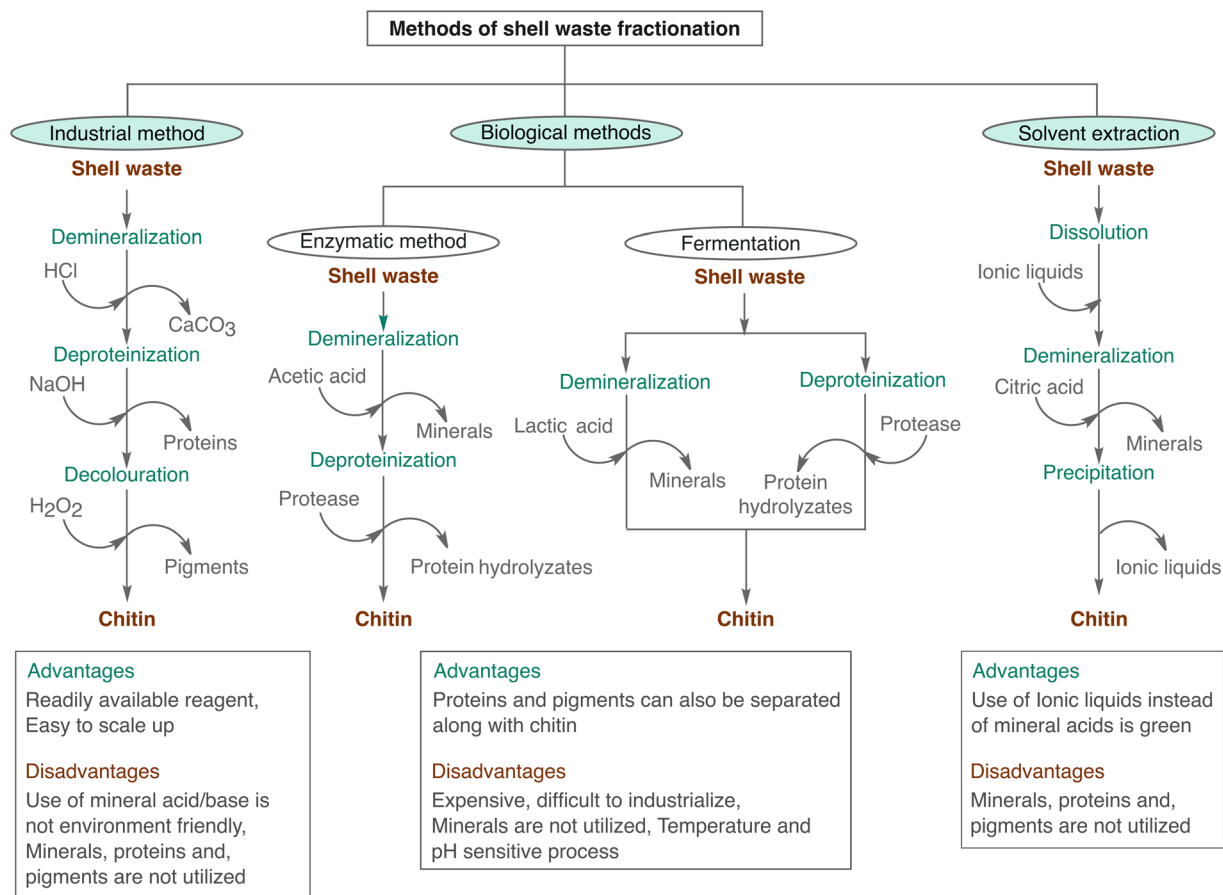 Methods of shell waste fractionation
Industrial method
Shell waste
Demineralization
HCl
CaCO3
Deproteinization
NaOH
Proteins
Decolouration
H2O2
Pigments
Chitin
Advantages
Readily available reagent,
Easy to scale up
Disadvantages
Use of mineral acid/base is
not environment friendly,
Minerals, proteins and,
pigments are not utilized
Biological methods
Enzymatic method
Shell waste
Demineralization
Acetic acid
Minerals
Deproteinization
Protease
Protein hydrolyzates
Chitin
Fermentation
Shell waste
Demineralization
Lactic acid
Minerals
Deproteinization
Protease
Protein
hydrolyzates
Chitin
Advantages
Proteins and pigments can also be separated
along with chitin
Disadvantages
Expensive, difficult to industrialize,
Minerals are not utilized, Temperature and
pH sensitive process
Solvent extraction
Shell waste
Dissolution
Ionic liquids
Demineralization
Citric acid
Minerals
Precipitation
Ionic liquids
Chitin
Advantages
Use of Ionic liquids instead
of mineral acids is green
Disadvantages
Minerals, proteins and,
pigments are not utilized